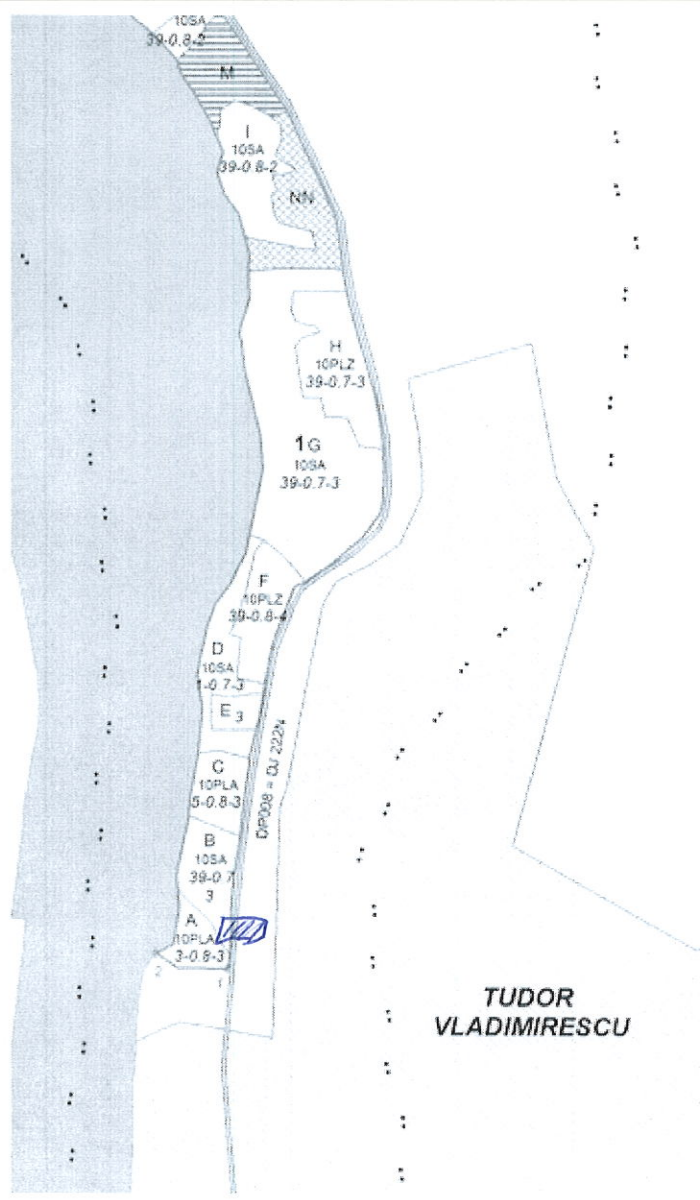 10SA
39-0.8-2
M
I
10SA
39-0.8-2
NN
H
10PLZ
39-0.7-3
1G
10SA
39-0.7-3
F
10PLZ
39-0.8-4
D
10SA
1-0.7-3
E 3
DP008 = DJ 222N
C
10PLA
5-0.8-3
B
10SA
39-0.7
3
A
10PLA
3-0.8-3
2
1
TUDOR
VLADIMIRESCU